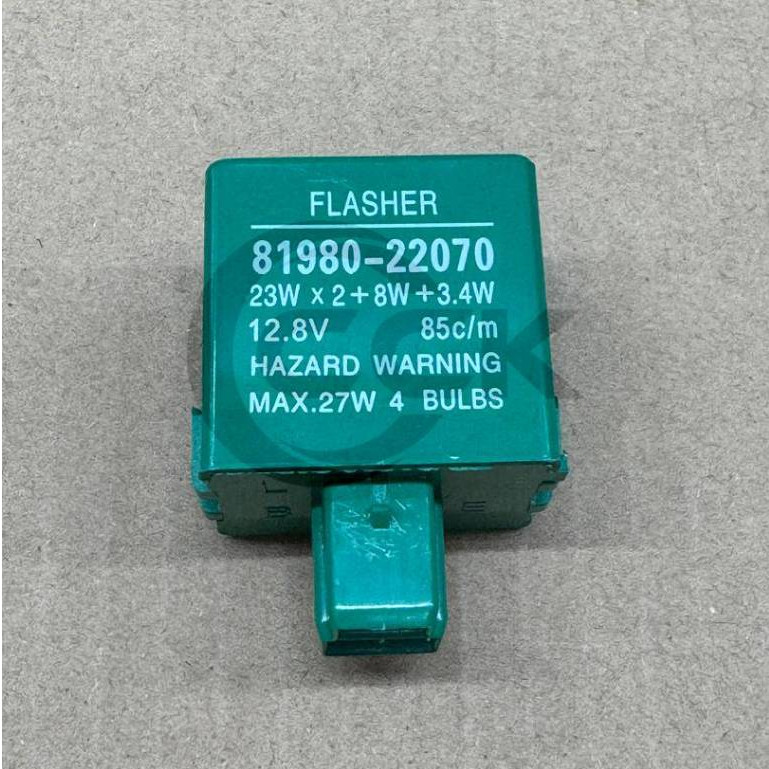 FLASHER
81980-22070
23W x 2+8W+3.4W
12.8V 85c/m
HAZARD WARNING
MAX.27W 4 BULBS